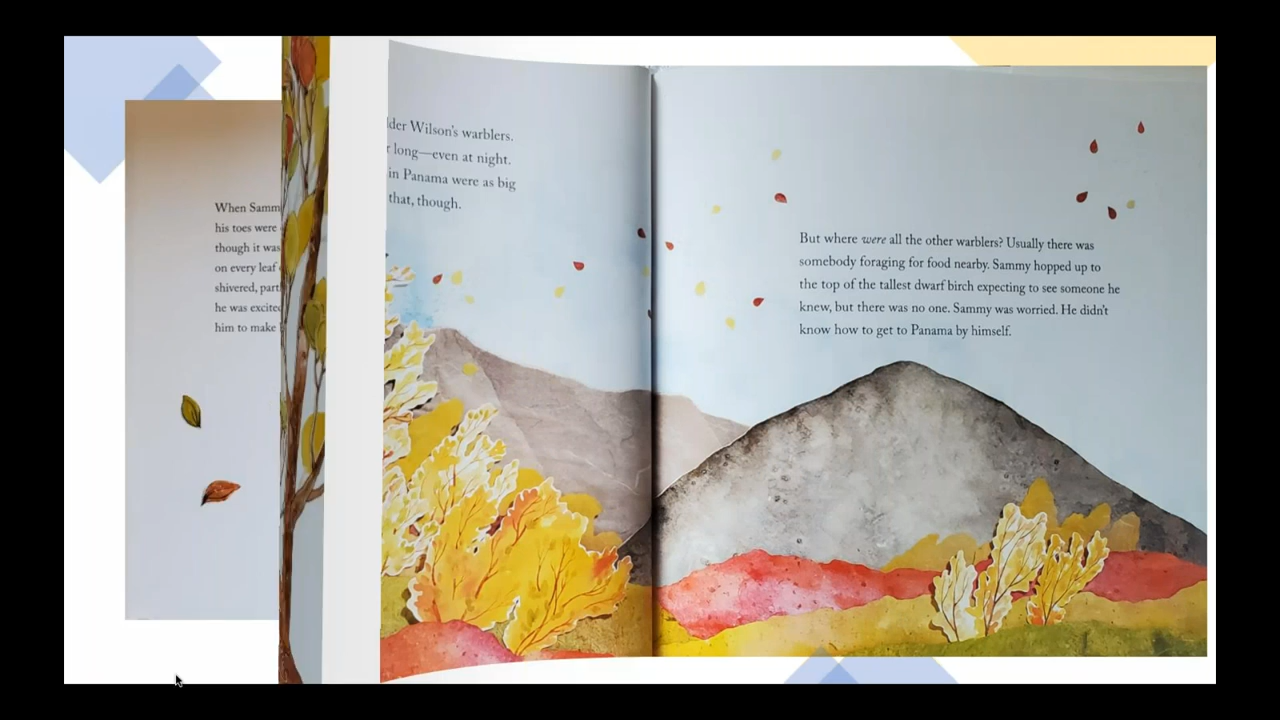 When Samm
his toes were
though it was
on every leaf
shivered, part
he was excited
him to make
lder Wilson's warblers.
r long—even at night.
in Panama were as big
that, though.
But where were all the other warblers? Usually there was
somebody foraging for food nearby. Sammy hopped up to
the top of the tallest dwarf birch expecting to see someone he
knew, but there was no one. Sammy was worried. He didn't
know how to get to Panama by himself.